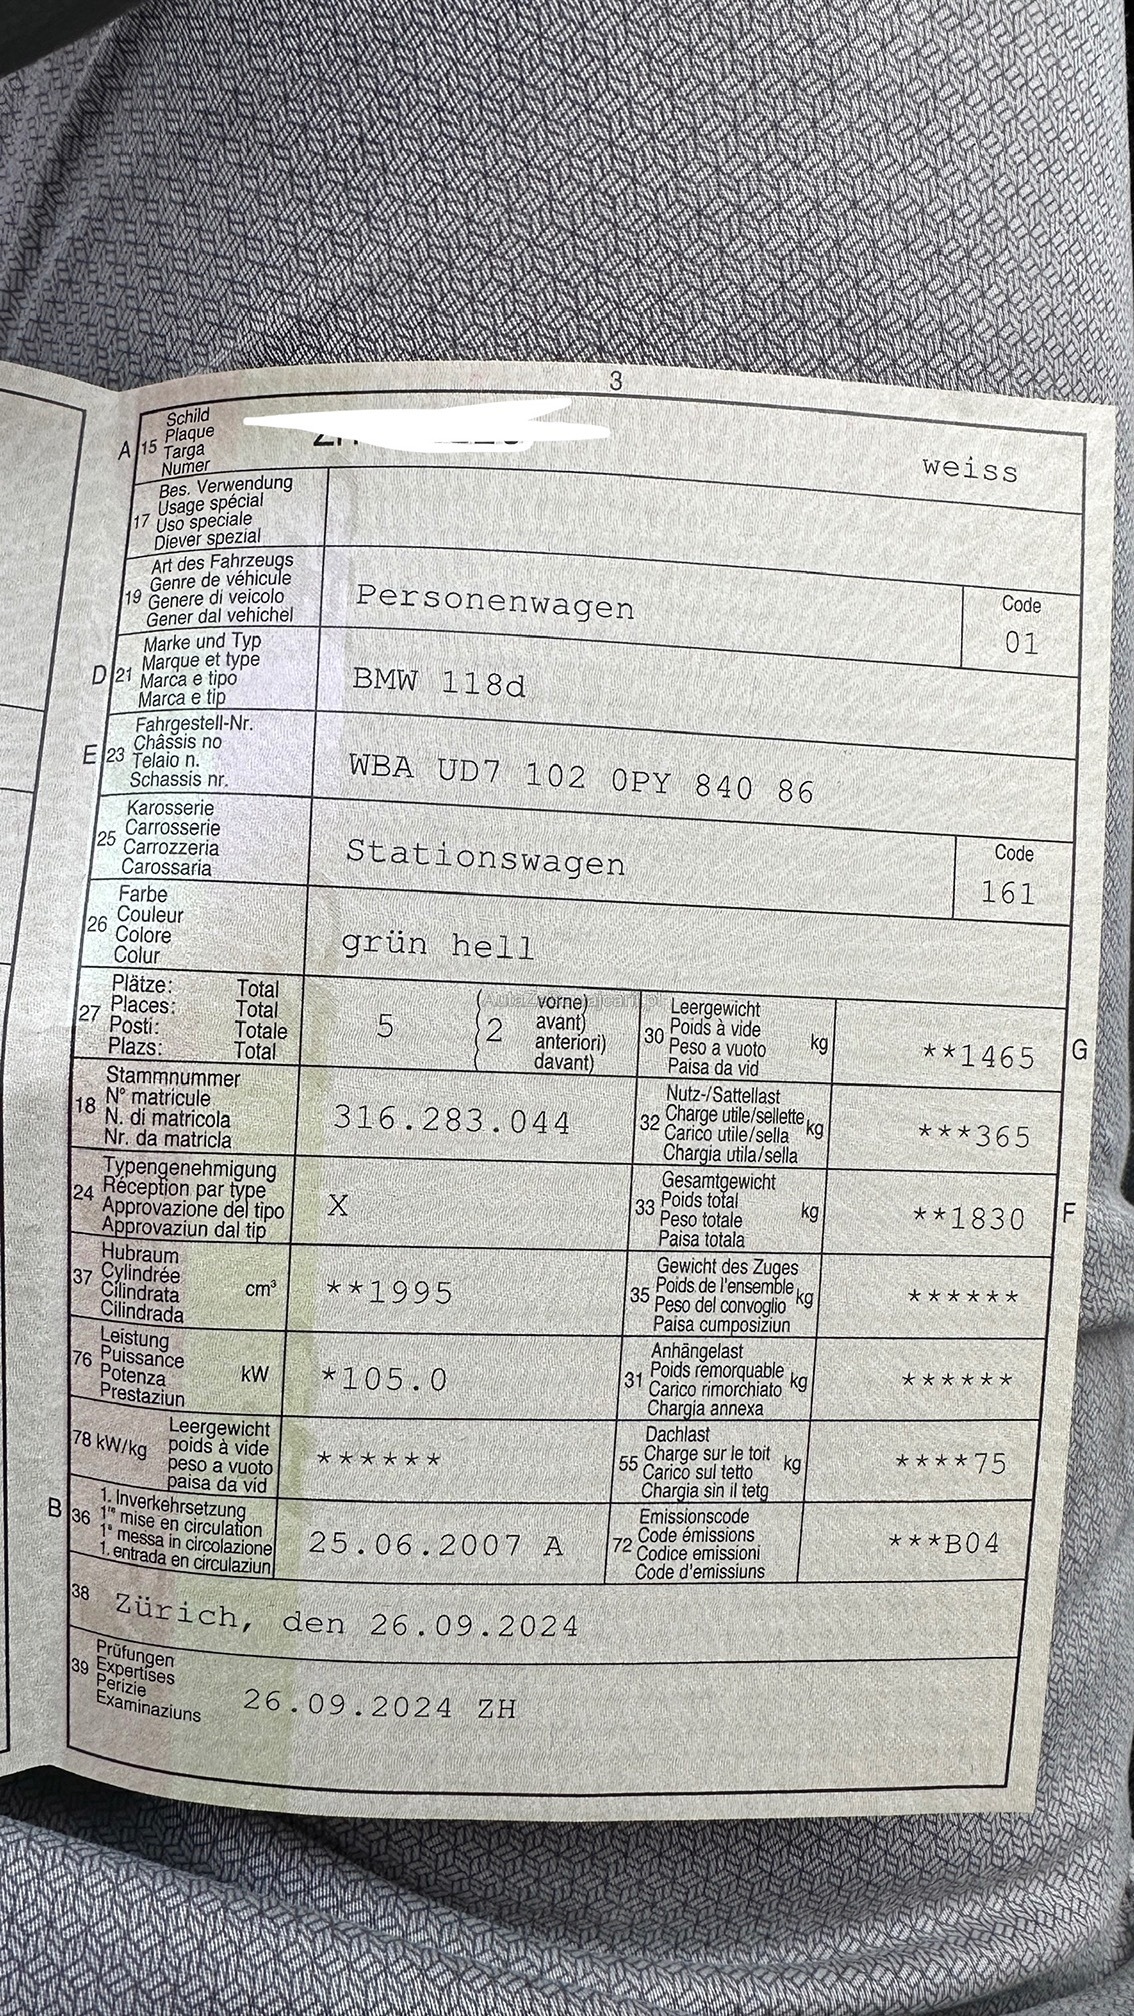 3
A 15 Schild
Plaque
Targa
Numer
weiss
17 Bes. Verwendung
Usage spécial
Uso speciale
Diever spezial
19 Art des Fahrzeugs
Genre de véhicule
Genere di veicolo
Gener dal vehichel
Personenwagen
Code
01
D 21 Marke und Typ
Marque et type
Marca e tipo
Marca e tip
BMW 118d
E 23 Fahrgestell-Nr.
Châssis no
Telaio n.
Schassis nr.
WBA UD7 102 0PY 840 86
25 Karosserie
Carrosserie
Carrozzeria
Carossaria
Stationswagen
Code
161
26 Farbe
Couleur
Colore
Colur
grün hell
27 Plätze: Total
Places: Total
Posti: Totale
Plazs: Total
5
(2 vorne)
avant)
anteriori)
davant)
30 Leergewicht
Poids à vide
Peso a vuoto
Paisa da vid
kg
**1465
G
18 Stammnummer
N° matricule
N. di matricola
Nr. da matricla
316.283.044
32 Nutz-/Sattellast
Charge utile/sellette
Carico utile/sella
Chargia utila/sella
kg
***365
24 Typengenehmigung
Réception par type
Approvazione del tipo
Approvaziun dal tip
X
33 Gesamtgewicht
Poids total
Peso totale
Paisa totala
kg
**1830
F
37 Hubraum
Cylindrée
Cilindrata
Cilindrada
cm³
**1995
35 Gewicht des Zuges
Poids de l'ensemble
Peso del convoglio
Paisa cumposiziun
kg
******
76 Leistung
Puissance
Potenza
Prestaziun
kW
*105.0
31 Anhängelast
Poids remorquable
Carico rimorchiato
Chargia annexa
kg
******
78 kW/kg Leergewicht
poids à vide
peso a vuoto
paisa da vid
******
55 Dachlast
Charge sur le toit
Carico sul tetto
Chargia sin il tetg
kg
****75
B 36 1. Inverkehrsetzung
1re mise en circulation
1a messa in circolazione
1. entrada en circulaziun
25.06.2007 A
72 Emissionscode
Code émissions
Codice emissioni
Code d'emissiuns
***B04
38 Zürich, den 26.09.2024
39 Prüfungen
Expertises
Perizie
Examinaziuns
26.09.2024 ZH